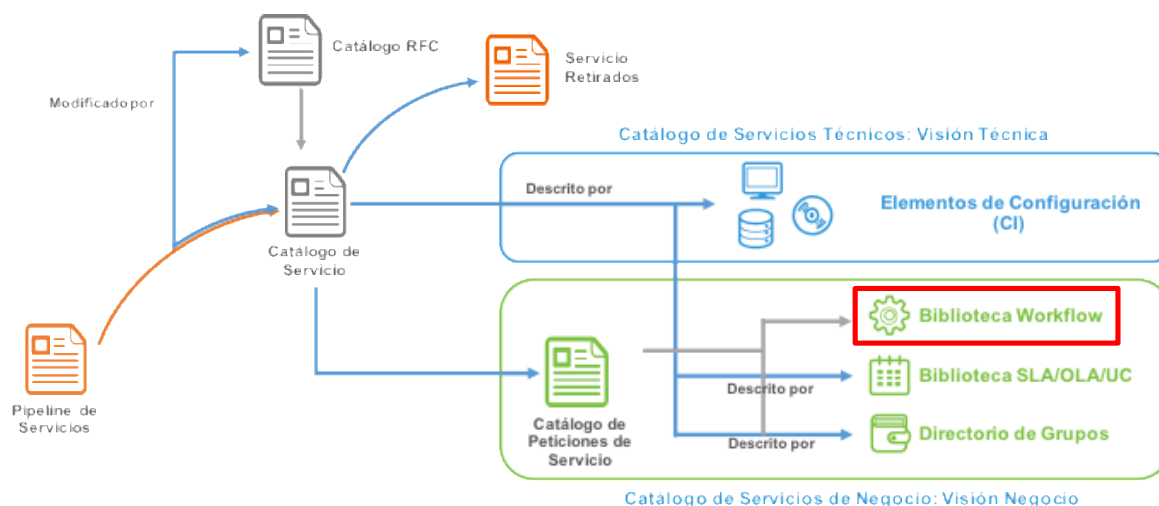 Catálogo RFC
Servicio
Retirados
Modificado por
Catálogo de Servicios Técnicos: Visión Técnica
Descrito por
Elementos de Configuración
(CI)
Catálogo de
Servicio
Biblioteca Workflow
Biblioteca SLA/OLA/UC
Descrito por
Pipeline de
Servicios
Catálogo de
Peticiones de
Servicio
Directorio de Grupos
Descrito por
Catálogo de Servicios de Negocio: Visión Negocio